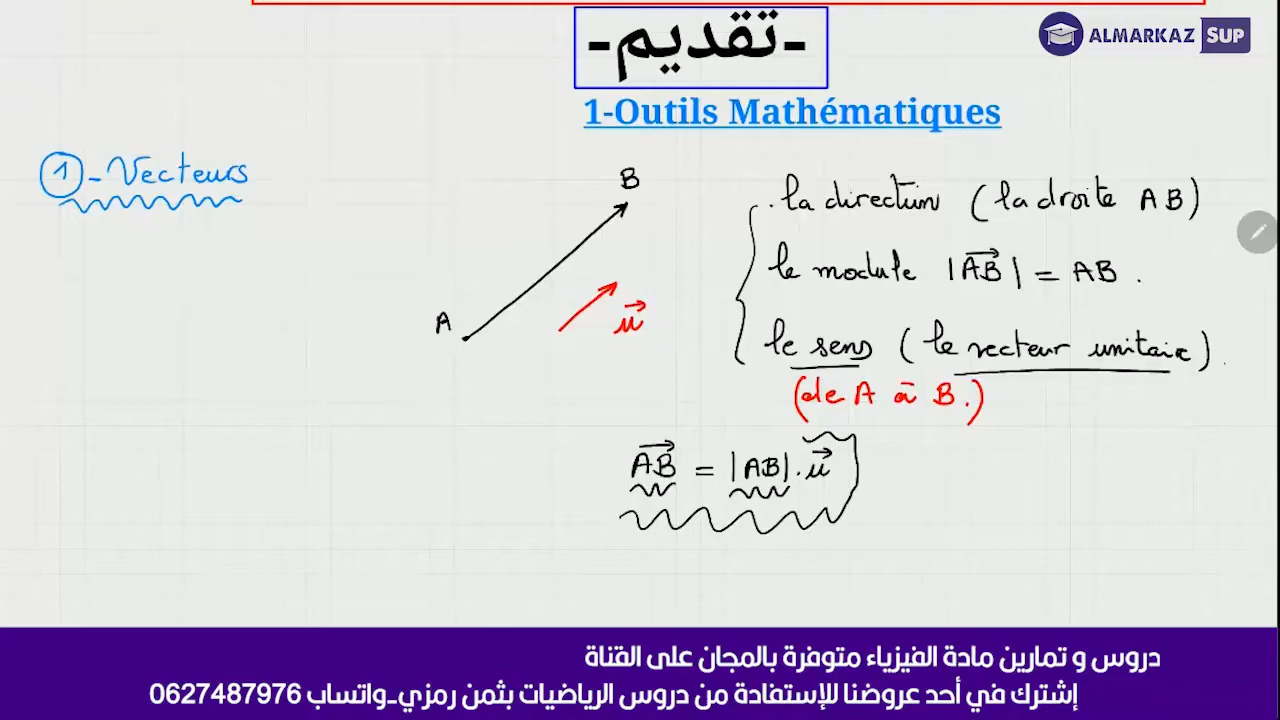 -تقديم-
ALMARKAZ SUP
1-Outils Mathématiques
1 - Vecteurs
B
A
u⃗
. la direction (la droite AB)
le module |AB⃗| = AB .
le sens (le vecteur unitaire) .
(de A à B.)
AB⃗ = |AB| . u⃗
دروس و تمارين مادة الفيزياء متوفرة بالمجان على القناة
إشترك في أحد عروضنا للإستفادة من دروس الرياضيات بثمن رمزي_واتساب 0627487976